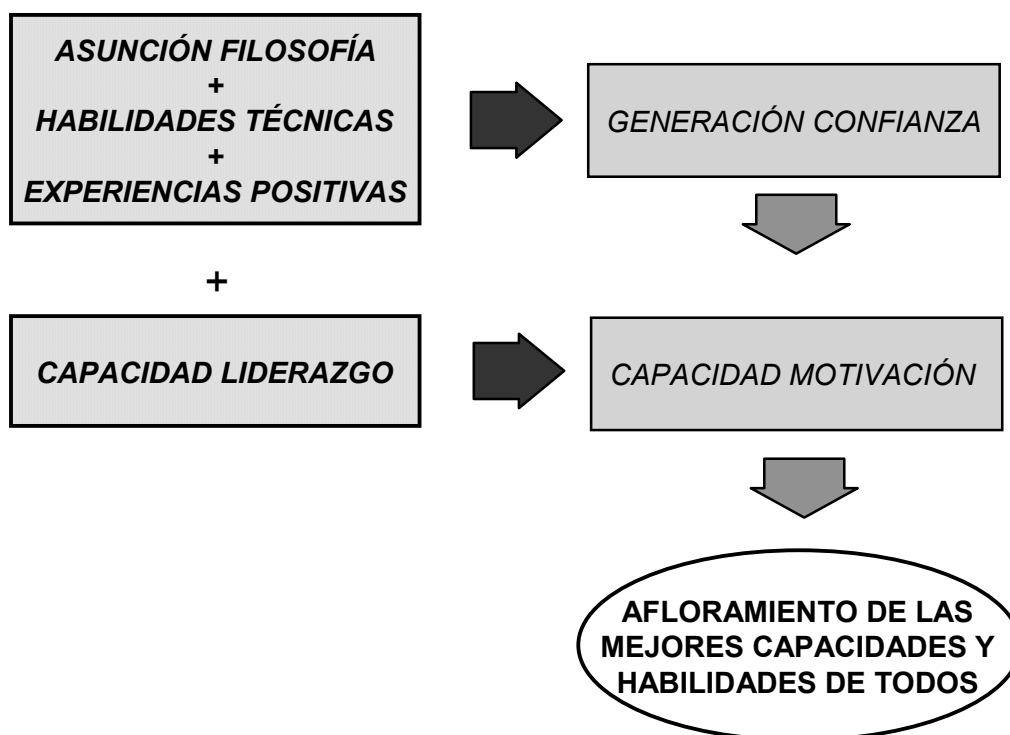 ASUNCIÓN FILOSOFÍA
+
HABILIDADES TÉCNICAS
+
EXPERIENCIAS POSITIVAS
GENERACIÓN CONFIANZA
+
CAPACIDAD LIDERAZGO
CAPACIDAD MOTIVACIÓN
AFLORAMIENTO DE LAS
MEJORES CAPACIDADES Y
HABILIDADES DE TODOS